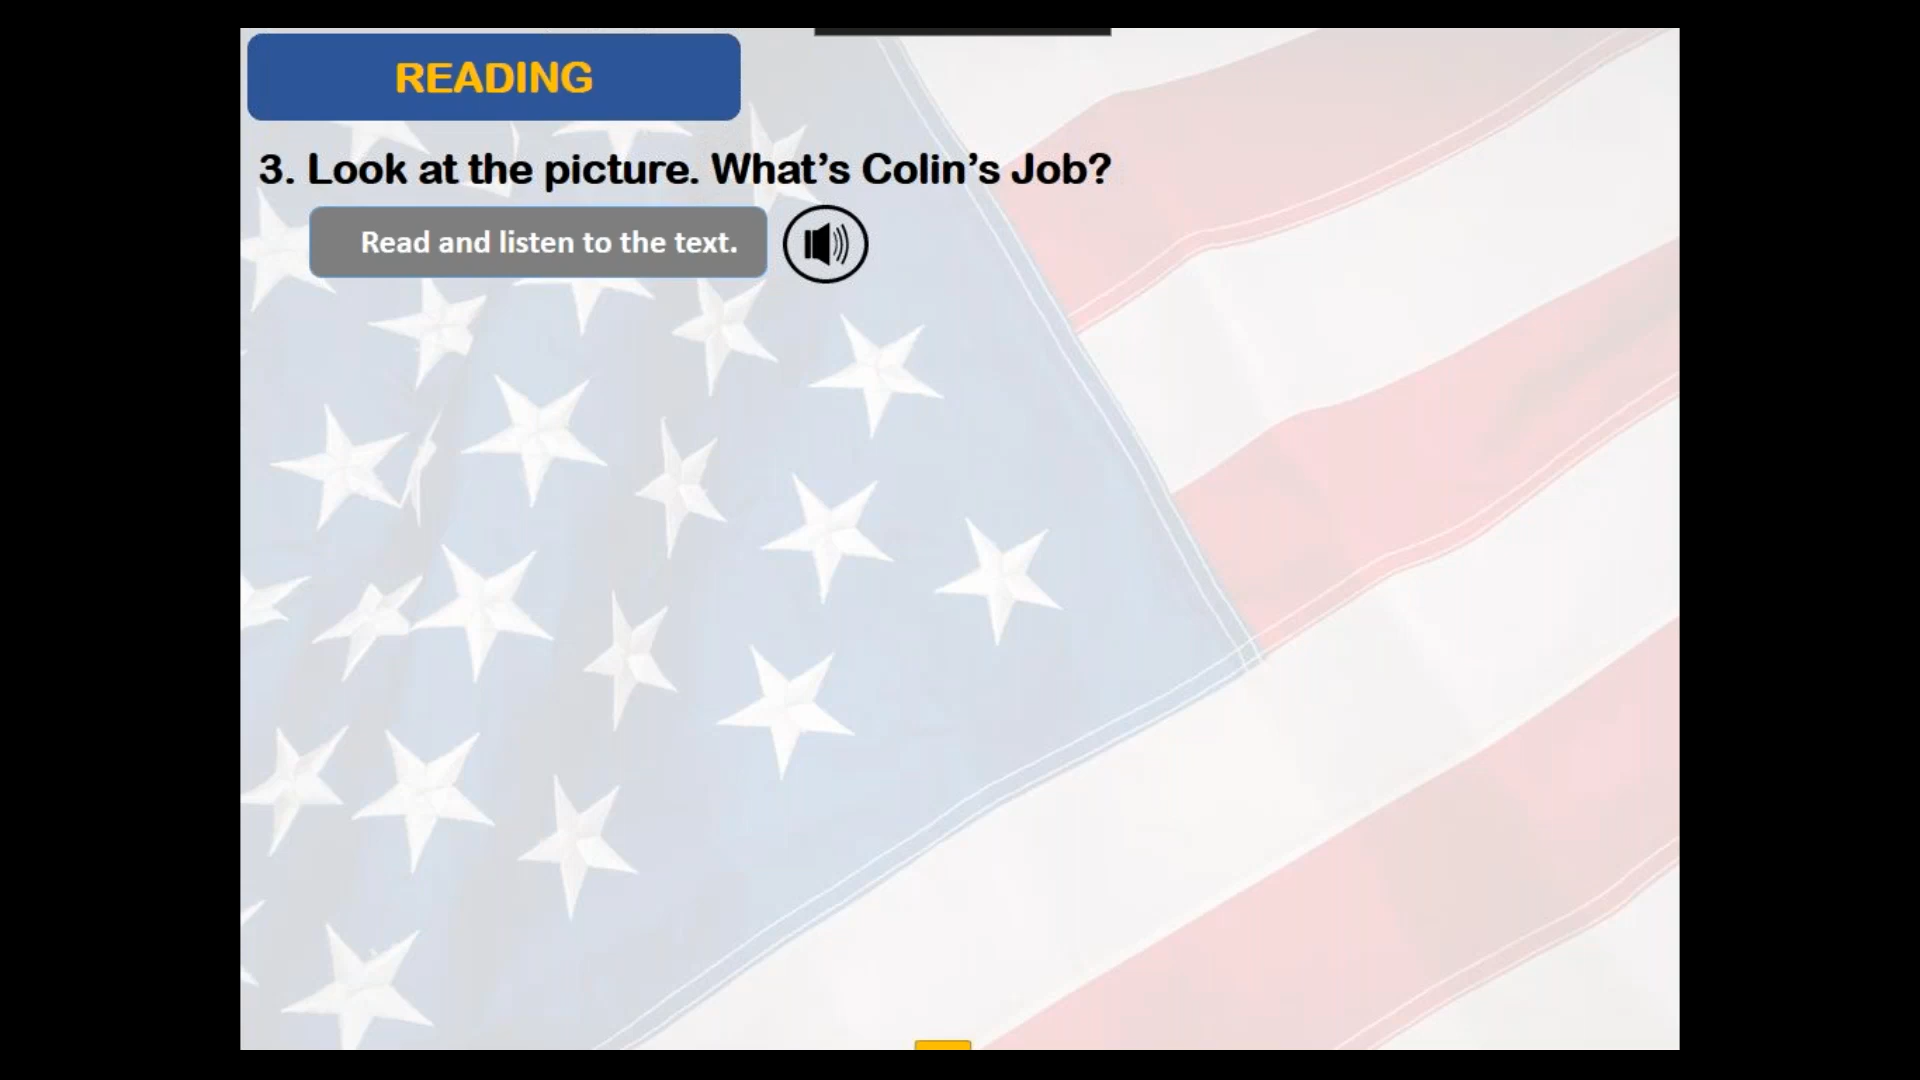 READING
3. Look at the picture. What’s Colin’s Job?
Read and listen to the text.